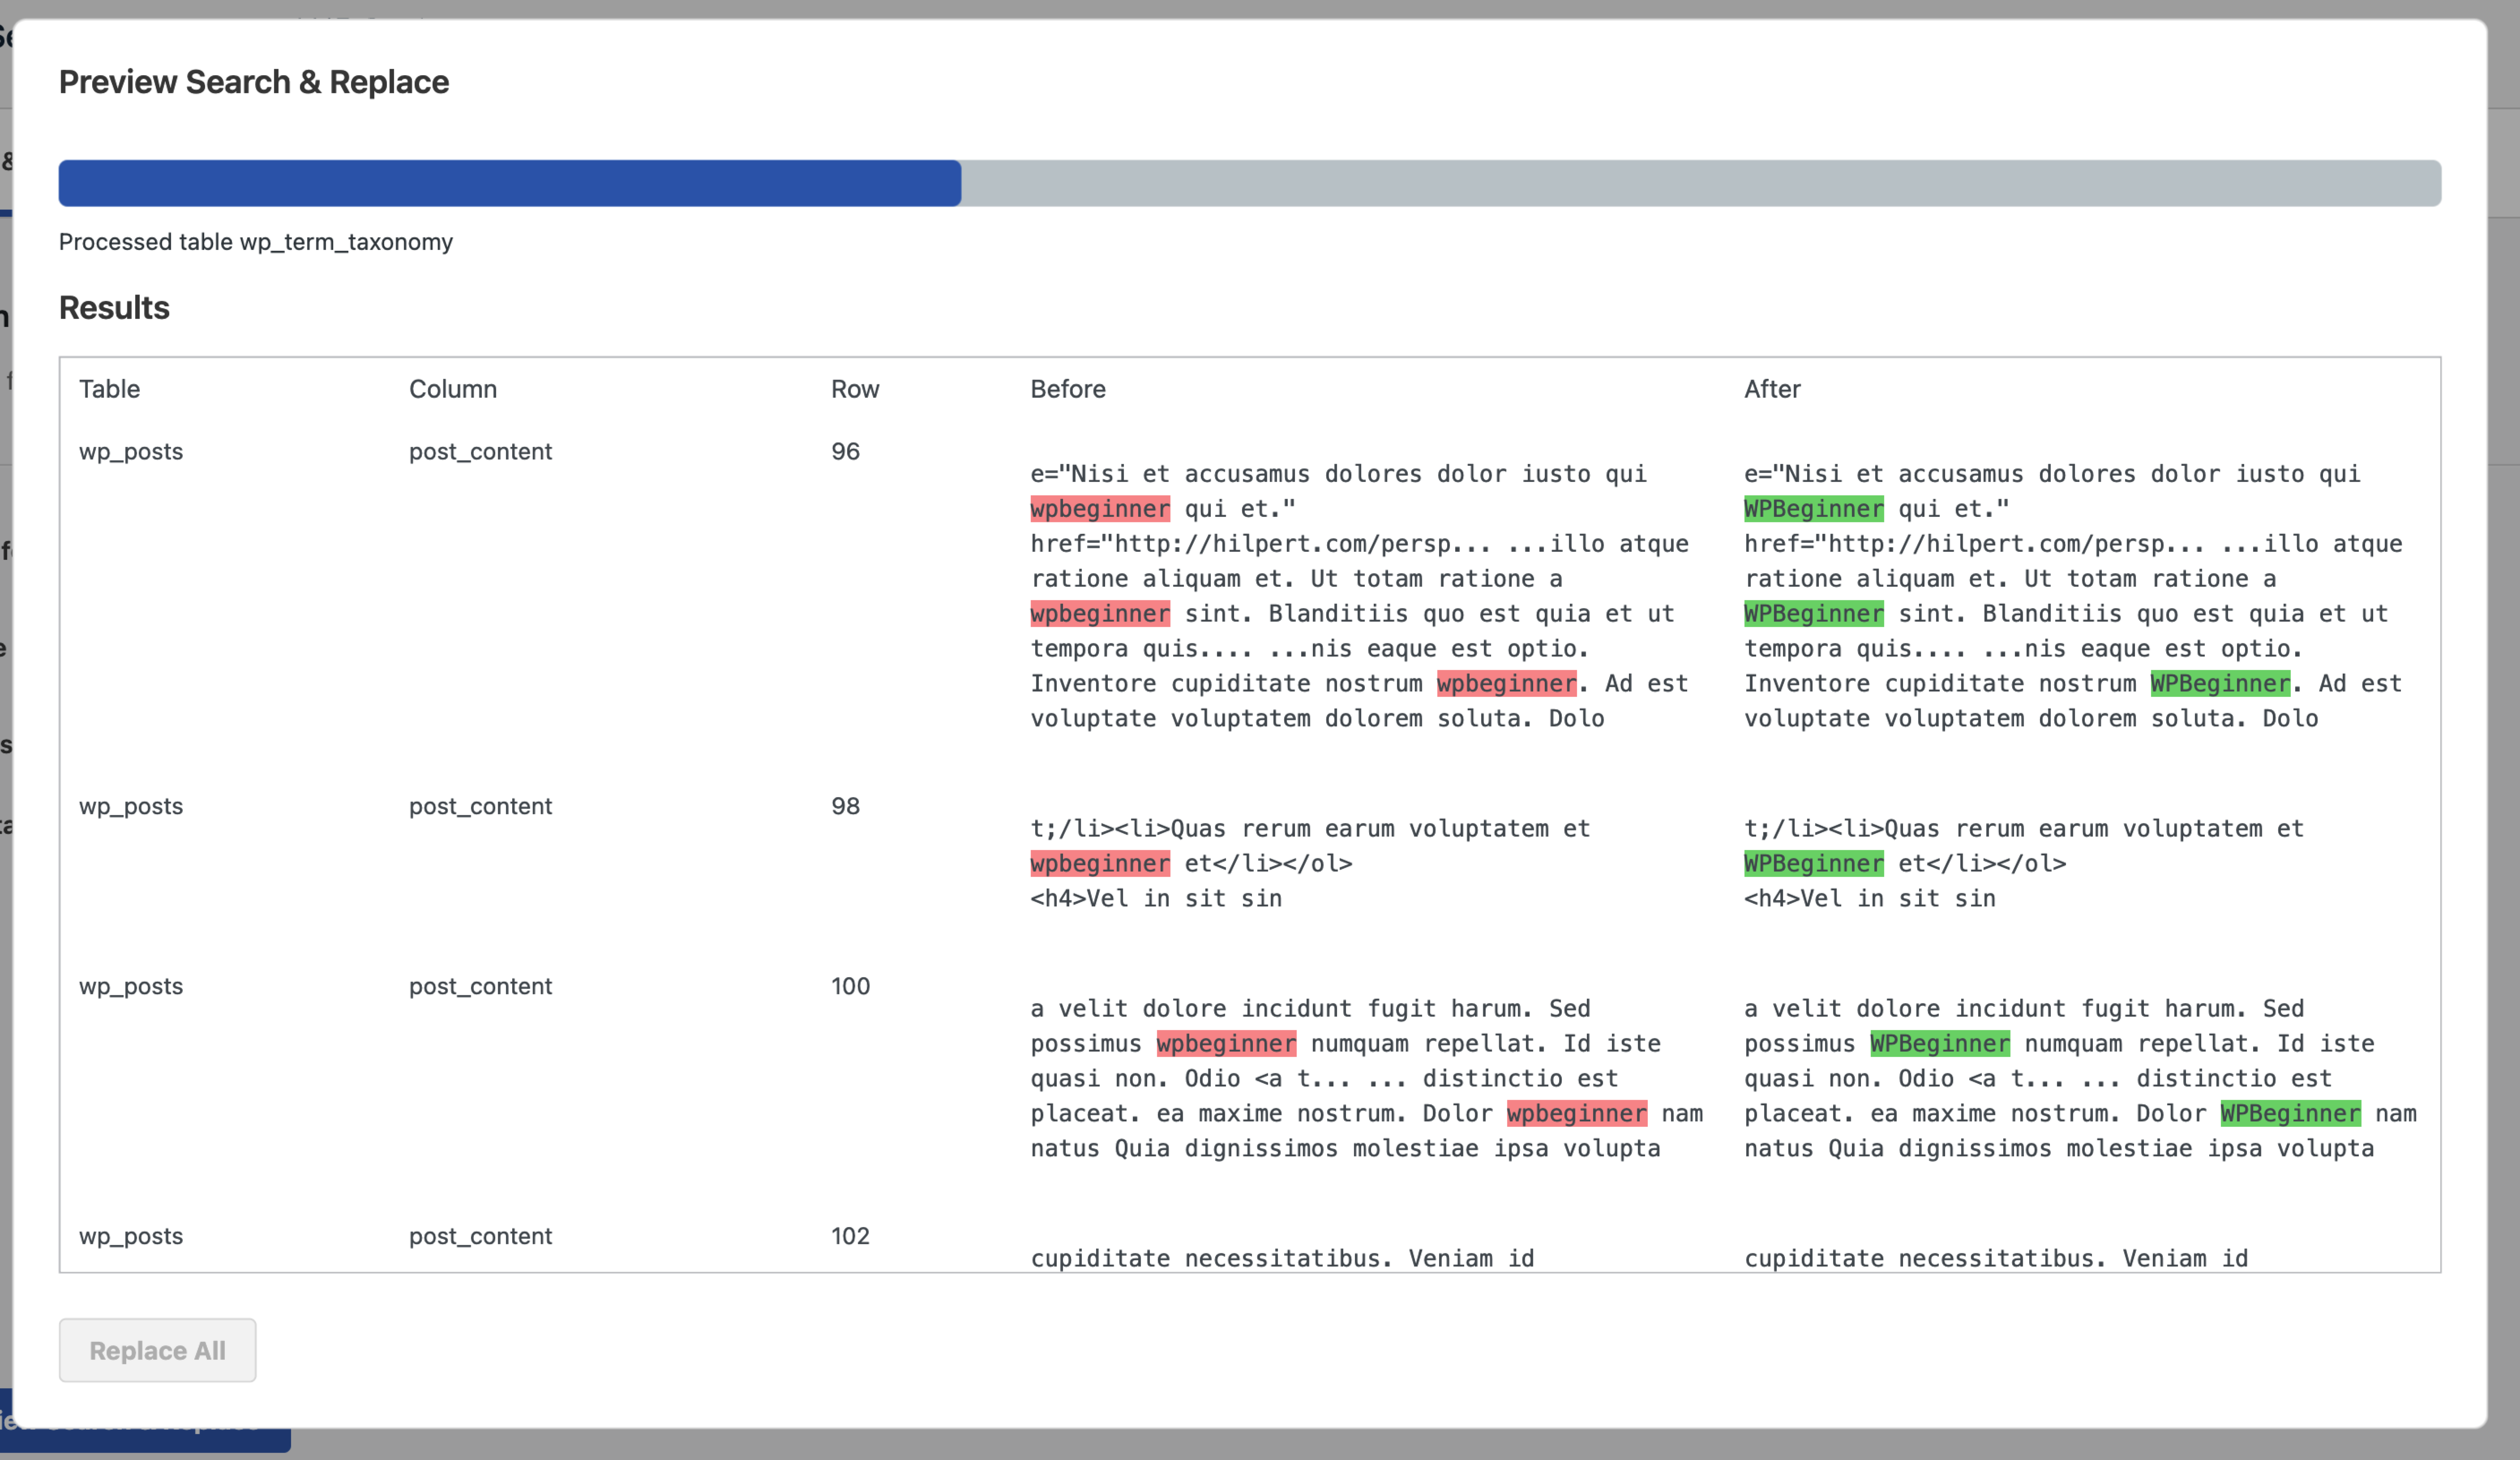 Preview Search & Replace
Processed table wp_term_taxonomy
Results
Table Column Row Before After
wp_posts post_content 96
e="Nisi et accusamus dolores dolor iusto qui
wpbeginner qui et."
href="http://hilpert.com/persp... ...illo atque
ratione aliquam et. Ut totam ratione a
wpbeginner sint. Blanditiis quo est quia et ut
tempora quis.... ...nis eaque est optio.
Inventore cupiditate nostrum wpbeginner. Ad est
voluptate voluptatem dolorem soluta. Dolo
e="Nisi et accusamus dolores dolor iusto qui
WPBeginner qui et."
href="http://hilpert.com/persp... ...illo atque
ratione aliquam et. Ut totam ratione a
WPBeginner sint. Blanditiis quo est quia et ut
tempora quis.... ...nis eaque est optio.
Inventore cupiditate nostrum WPBeginner. Ad est
voluptate voluptatem dolorem soluta. Dolo
wp_posts post_content 98
t;/li><li>Quas rerum earum voluptatem et
wpbeginner et</li></ol>
<h4>Vel in sit sin
t;/li><li>Quas rerum earum voluptatem et
WPBeginner et</li></ol>
<h4>Vel in sit sin
wp_posts post_content 100
a velit dolore incidunt fugit harum. Sed
possimus wpbeginner numquam repellat. Id iste
quasi non. Odio <a t... ... distinctio est
placeat. ea maxime nostrum. Dolor wpbeginner nam
natus Quia dignissimos molestiae ipsa volupta
a velit dolore incidunt fugit harum. Sed
possimus WPBeginner numquam repellat. Id iste
quasi non. Odio <a t... ... distinctio est
placeat. ea maxime nostrum. Dolor WPBeginner nam
natus Quia dignissimos molestiae ipsa volupta
wp_posts post_content 102
cupiditate necessitatibus. Veniam id
cupiditate necessitatibus. Veniam id
Replace All